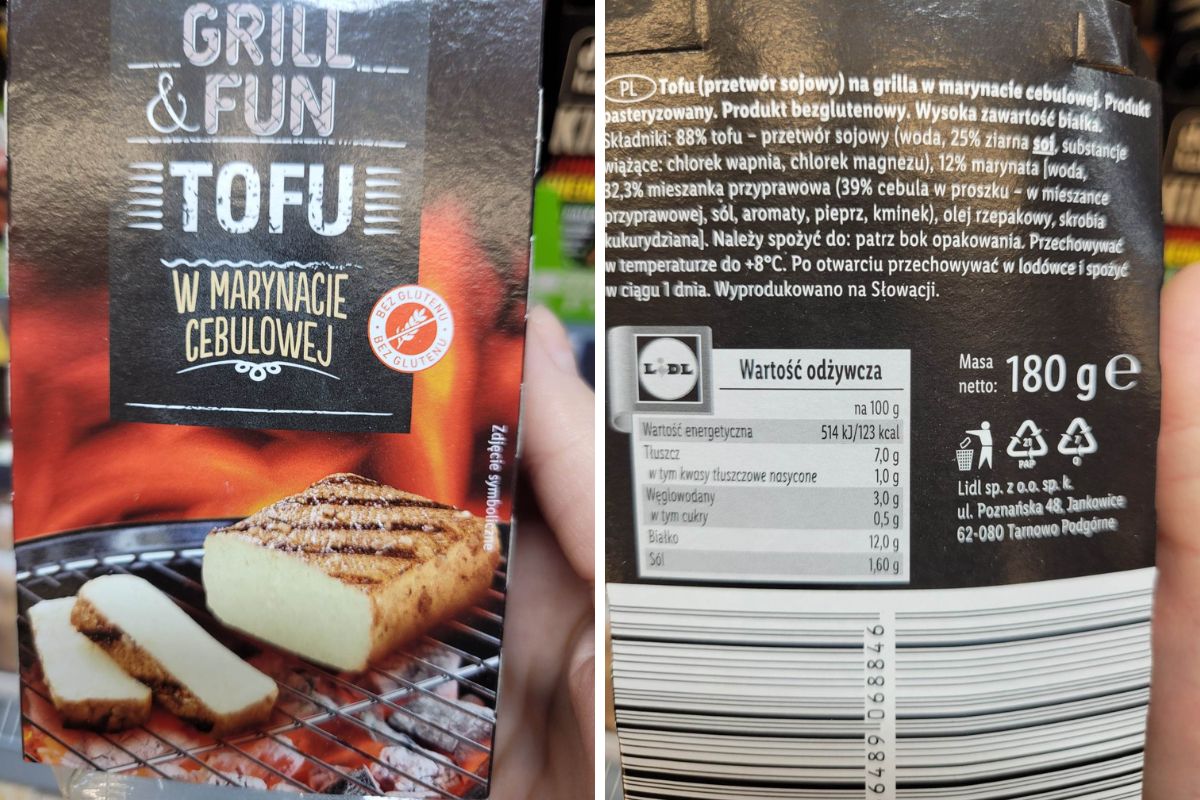 GRILL
& FUN
TOFU
W MARYNACIE
CEBULOWEJ
BEZ GLUTENU
BEZ GLUTENU
Zdjęcie symboliczne
PL Tofu (przetwór sojowy) na grilla w marynacie cebulowej. Produkt
pasteryzowany. Produkt bezglutenowy. Wysoka zawartość białka.
Składniki: 88% tofu – przetwór sojowy (woda, 25% ziarna soi, substancje
wiążące: chlorek wapnia, chlorek magnezu), 12% marynata [woda,
32,3% mieszanka przyprawowa (39% cebula w proszku – w mieszance
przyprawowej, sól, aromaty, pieprz, kminek), olej rzepakowy, skrobia
kukurydziana]. Należy spożyć do: patrz bok opakowania. Przechowywać
w temperaturze do +8°C. Po otwarciu przechowywać w lodówce i spożyć
w ciągu 1 dnia. Wyprodukowano na Słowacji.
LIDL
Wartość odżywcza
na 100 g
Wartość energetyczna 514 kJ/123 kcal
Tłuszcz 7,0 g
w tym kwasy tłuszczowe nasycone 1,0 g
Węglowodany 3,0 g
w tym cukry 0,5 g
Białko 12,0 g
Sól 1,60 g
Masa
netto: 180 g e
21
PAP
7
Lidl sp. z o.o. sp. k.
ul. Poznańska 48, Jankowice
62-080 Tarnowo Podgórne
6489 068846